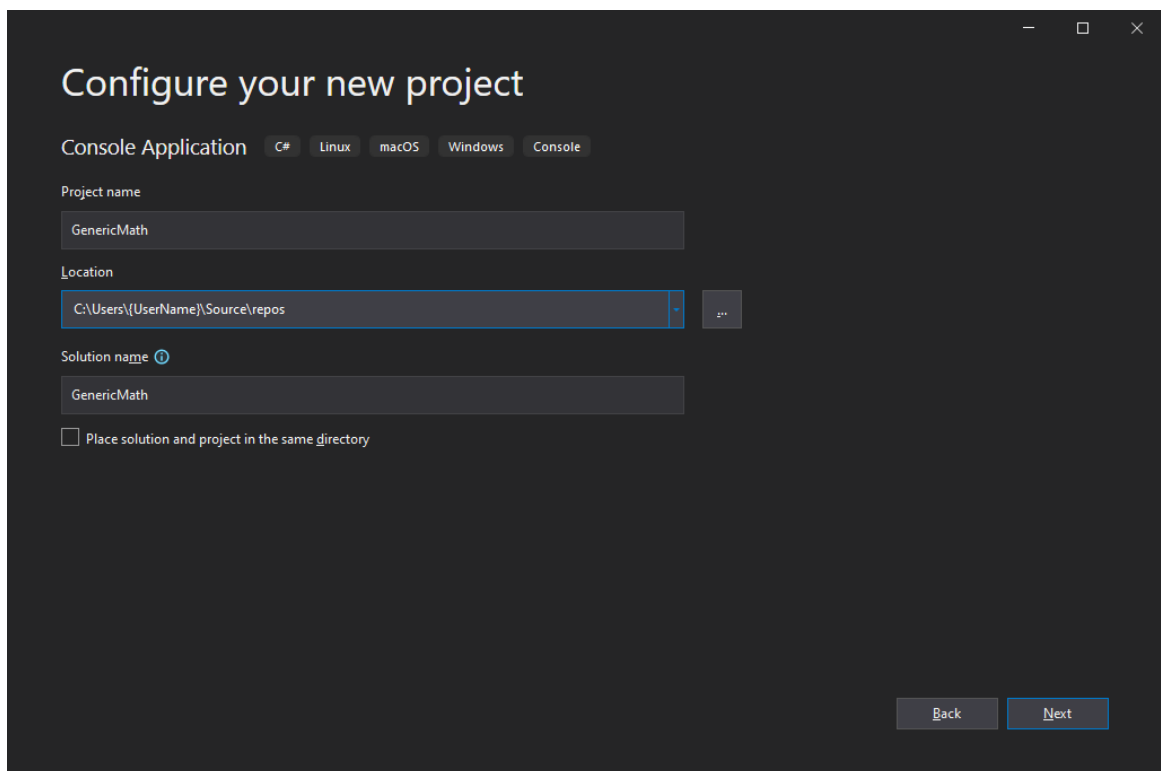 Configure your new project
Console Application C# Linux macOS Windows Console
Project name
GenericMath
Location
C:\Users\{UserName}\Source\repos
...
Solution name
GenericMath
Place solution and project in the same directory
Back Next